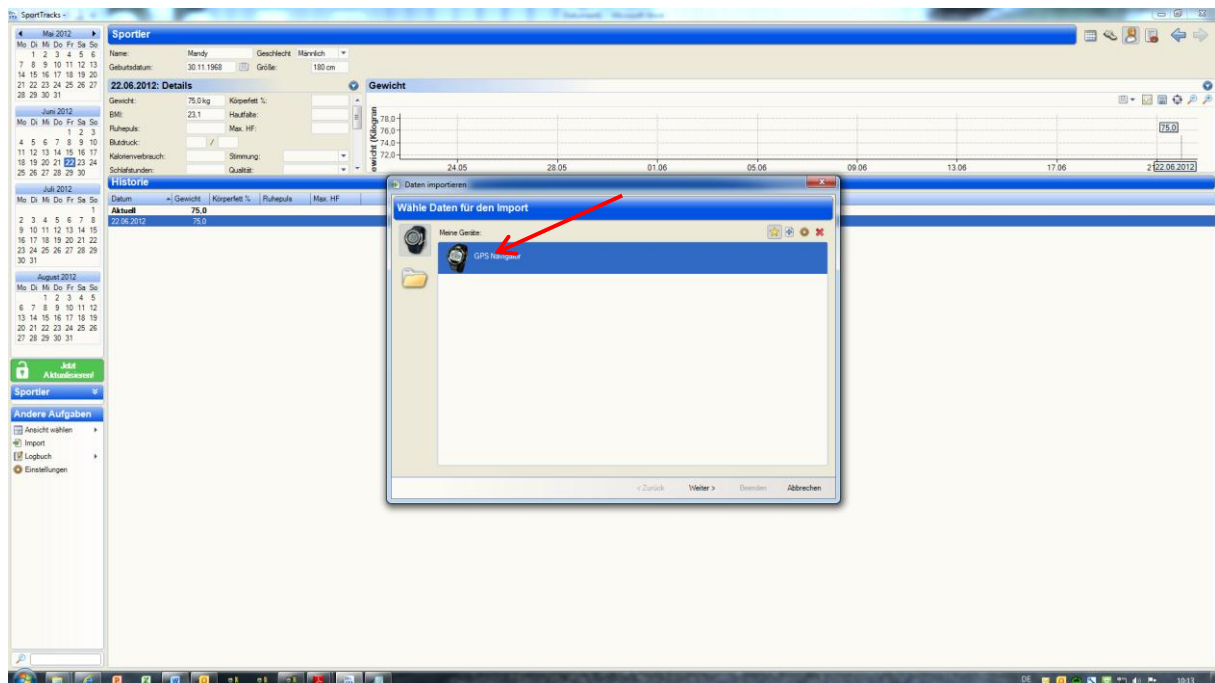 SportTracks -
Mai 2012
Mo Di Mi Do Fr Sa So
1 2 3 4 5 6
7 8 9 10 11 12 13
14 15 16 17 18 19 20
21 22 23 24 25 26 27
28 29 30 31
Juni 2012
Mo Di Mi Do Fr Sa So
1 2 3
4 5 6 7 8 9 10
11 12 13 14 15 16 17
18 19 20 21 22 23 24
25 26 27 28 29 30
Juli 2012
Mo Di Mi Do Fr Sa So
1
2 3 4 5 6 7 8
9 10 11 12 13 14 15
16 17 18 19 20 21 22
23 24 25 26 27 28 29
30 31
August 2012
Mo Di Mi Do Fr Sa So
1 2 3 4 5
6 7 8 9 10 11 12
13 14 15 16 17 18 19
20 21 22 23 24 25 26
27 28 29 30 31
Jetzt
Aktualisieren!
Sportler
Andere Aufgaben
Ansicht wählen
Import
Logbuch
Einstellungen
Sportler
Name: Mandy Geschlecht Männlich
Geburtsdatum: 30.11.1968 Größe: 180 cm
22.06.2012: Details
Gewicht: 75,0 kg Körperfett %:
BMI: 23,1 Hautfalte:
Ruhepuls: Max. HF:
Blutdruck: /
Kalorienverbrauch: Stimmung:
Schlafstunden: Qualität:
Gewicht
78.0
76.0
74.0
72.0
75.0
24.05 28.05 01.06 05.06 09.06 13.06 17.06 22.06.2012
Historie
Datum Gewicht Körperfett % Ruhepuls Max. HF
Aktuell 75,0
22.06.2012 75,0
Daten importieren
Wähle Daten für den Import
Meine Geräte:
GPS Navigator
< Zurück Weiter > Beenden Abbrechen
DE 10:13